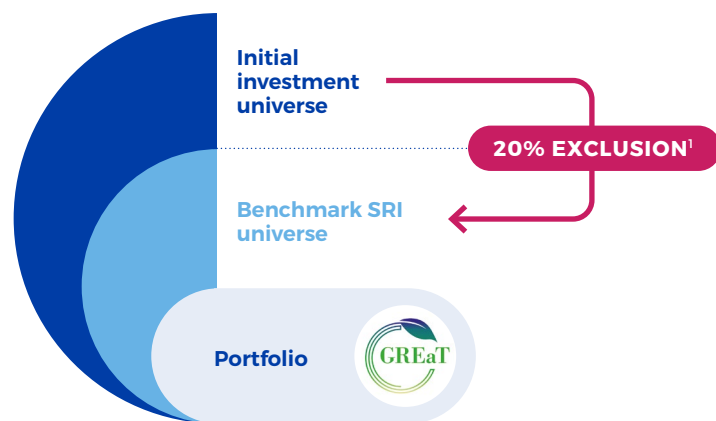 Initial
investment
universe
20% EXCLUSION¹
Benchmark SRI
universe
Portfolio
GREaT